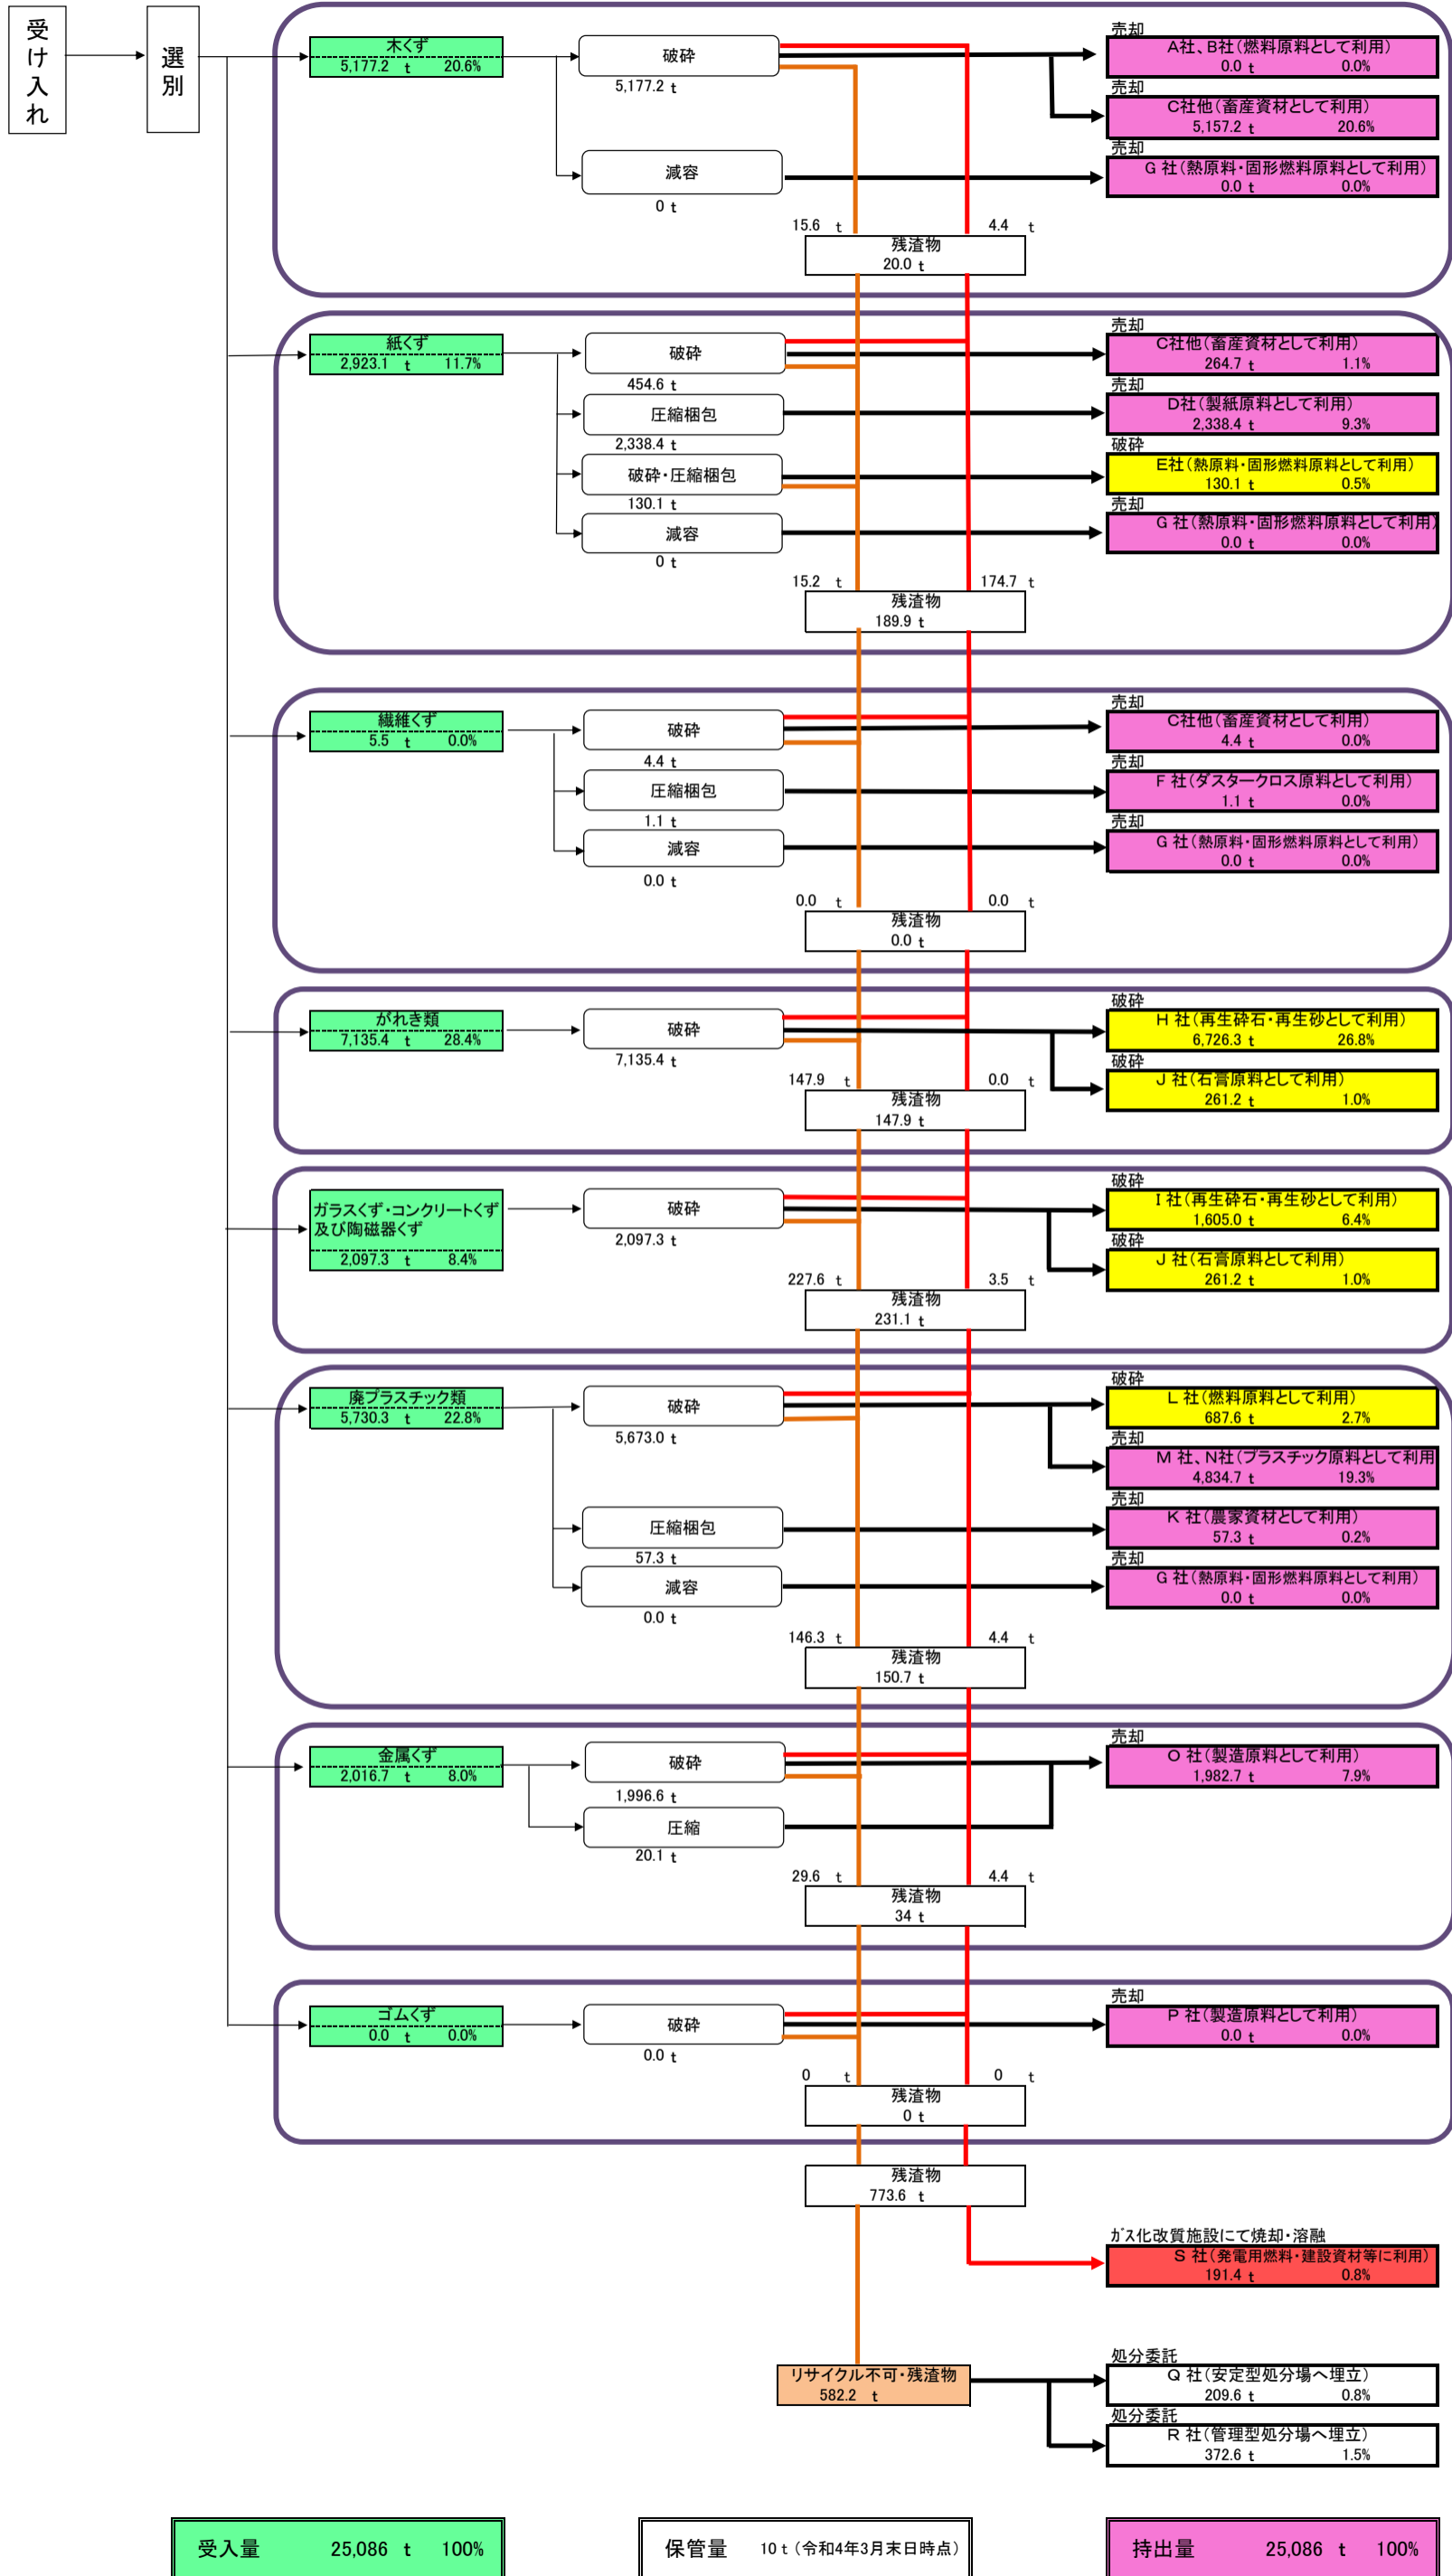 受け入れ
選別
木くず
5,177.2 t 20.6%
破砕
5,177.2 t
減容
0 t
売却
A社、B社（燃料原料として利用）
0.0 t 0.0%
売却
C社他（畜産資材として利用）
5,157.2 t 20.6%
売却
G 社（熱原料・固形燃料原料として利用）
0.0 t 0.0%
15.6 t 4.4 t
残渣物
20.0 t
紙くず
2,923.1 t 11.7%
破砕
454.6 t
圧縮梱包
2,338.4 t
破砕・圧縮梱包
130.1 t
減容
0 t
売却
C社他（畜産資材として利用）
264.7 t 1.1%
売却
D社（製紙原料として利用）
2,338.4 t 9.3%
破砕
E社（熱原料・固形燃料原料として利用）
130.1 t 0.5%
売却
G 社（熱原料・固形燃料原料として利用）
0.0 t 0.0%
15.2 t 174.7 t
残渣物
189.9 t
繊維くず
5.5 t 0.0%
破砕
4.4 t
圧縮梱包
1.1 t
減容
0.0 t
売却
C社他（畜産資材として利用）
4.4 t 0.0%
売却
F 社（ダスタークロス原料として利用）
1.1 t 0.0%
売却
G 社（熱原料・固形燃料原料として利用）
0.0 t 0.0%
0.0 t 0.0 t
残渣物
0.0 t
がれき類
7,135.4 t 28.4%
破砕
7,135.4 t
破砕
H 社（再生砕石・再生砂として利用）
6,726.3 t 26.8%
破砕
J 社（石膏原料として利用）
261.2 t 1.0%
147.9 t 0.0 t
残渣物
147.9 t
ガラスくず・コンクリートくず
及び陶磁器くず
2,097.3 t 8.4%
破砕
2,097.3 t
破砕
I 社（再生砕石・再生砂として利用）
1,605.0 t 6.4%
破砕
J 社（石膏原料として利用）
261.2 t 1.0%
227.6 t 3.5 t
残渣物
231.1 t
廃プラスチック類
5,730.3 t 22.8%
破砕
5,673.0 t
圧縮梱包
57.3 t
減容
0.0 t
破砕
L 社（燃料原料として利用）
687.6 t 2.7%
売却
M 社、N社（プラスチック原料として利用
4,834.7 t 19.3%
売却
K 社（農家資材として利用）
57.3 t 0.2%
売却
G 社（熱原料・固形燃料原料として利用）
0.0 t 0.0%
146.3 t 4.4 t
残渣物
150.7 t
金属くず
2,016.7 t 8.0%
破砕
1,996.6 t
圧縮
20.1 t
売却
O 社（製造原料として利用）
1,982.7 t 7.9%
29.6 t 4.4 t
残渣物
34 t
ゴムくず
0.0 t 0.0%
破砕
0.0 t
売却
P 社（製造原料として利用）
0.0 t 0.0%
0 t 0 t
残渣物
0 t
残渣物
773.6 t
ガス化改質施設にて焼却・溶融
S 社（発電用燃料・建設資材等に利用）
191.4 t 0.8%
リサイクル不可・残渣物
582.2 t
処分委託
Q 社（安定型処分場へ埋立）
209.6 t 0.8%
処分委託
R 社（管理型処分場へ埋立）
372.6 t 1.5%
受入量 25,086 t 100%
保管量 10 t（令和4年3月末日時点）
持出量 25,086 t 100%